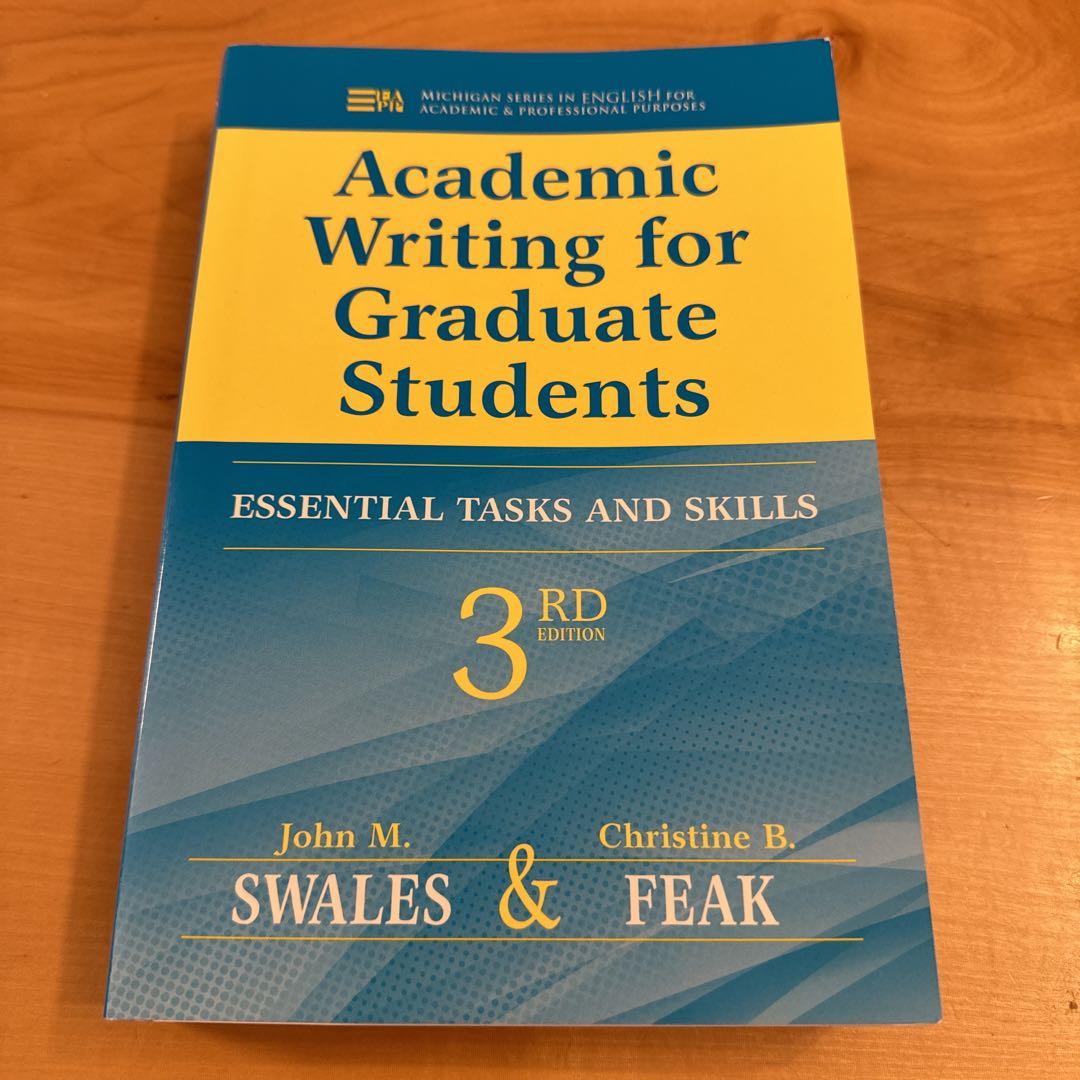 EAPP
MICHIGAN SERIES IN ENGLISH FOR
ACADEMIC & PROFESSIONAL PURPOSES
Academic
Writing for
Graduate
Students
ESSENTIAL TASKS AND SKILLS
3RD
EDITION
John M.
SWALES
&
Christine B.
FEAK